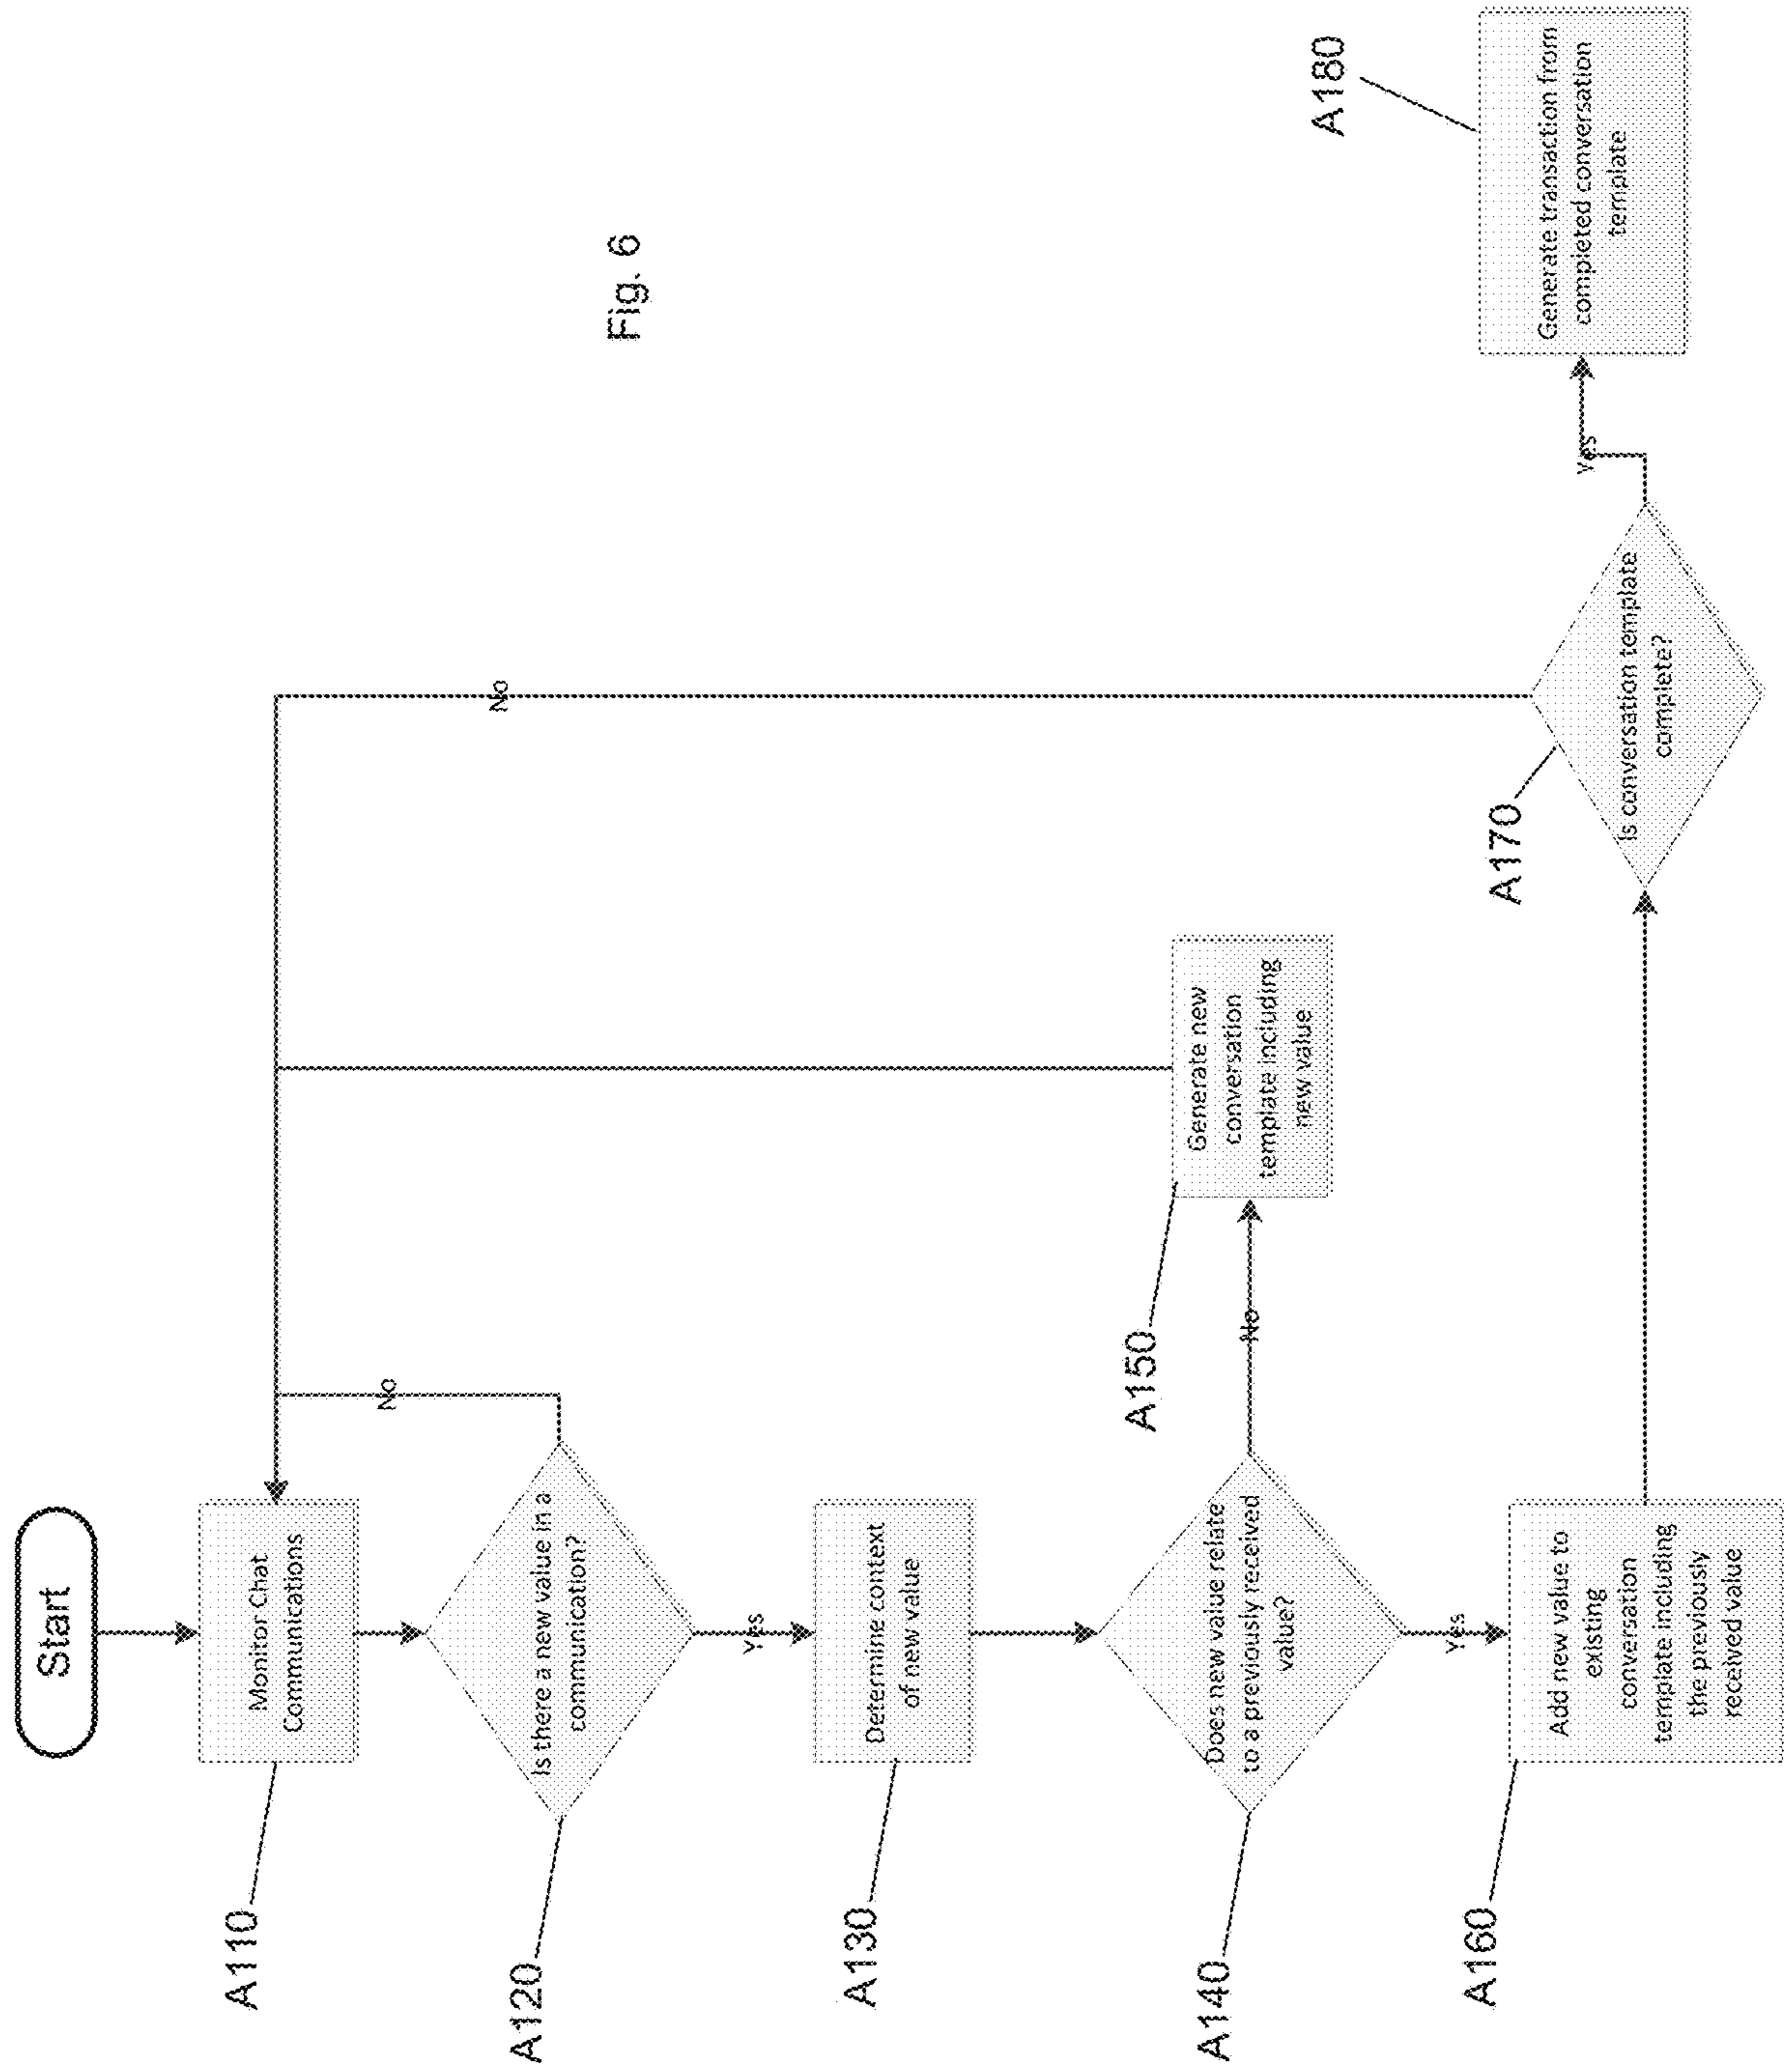 Start
A110
Monitor Chat
Communications
A120
Is there a new value in a
communication?
No
Yes
A130
Determine context
of new value
A140
Does new value relate
to a previously received
value?
No
A150
Generate new
conversation
template including
new value
Yes
A160
Add new value to
existing
conversation
template including
the previously
received value
A170
Is conversation template
complete?
No
Yes
A180
Generate transaction from
completed conversation
template
Fig. 6